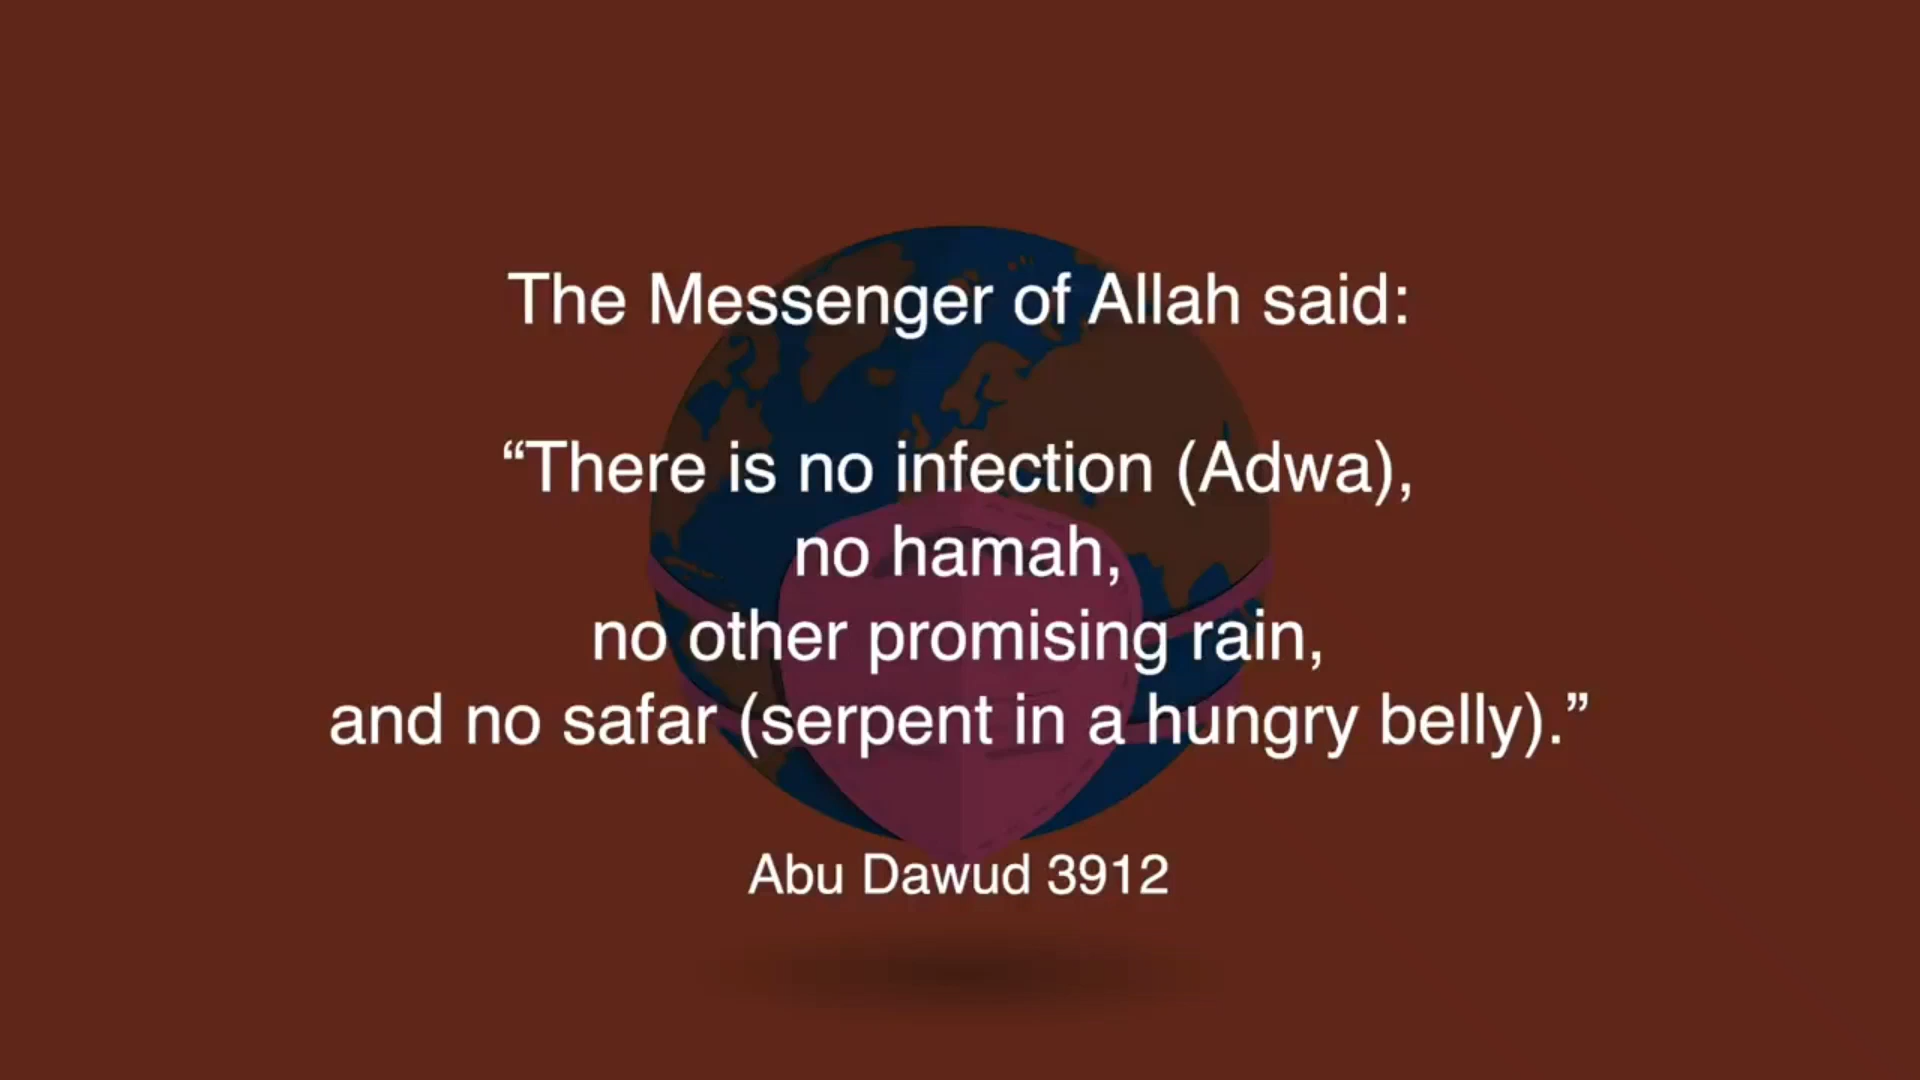 The Messenger of Allah said:
“There is no infection (Adwa),
no hamah,
no other promising rain,
and no safar (serpent in a hungry belly).”
Abu Dawud 3912